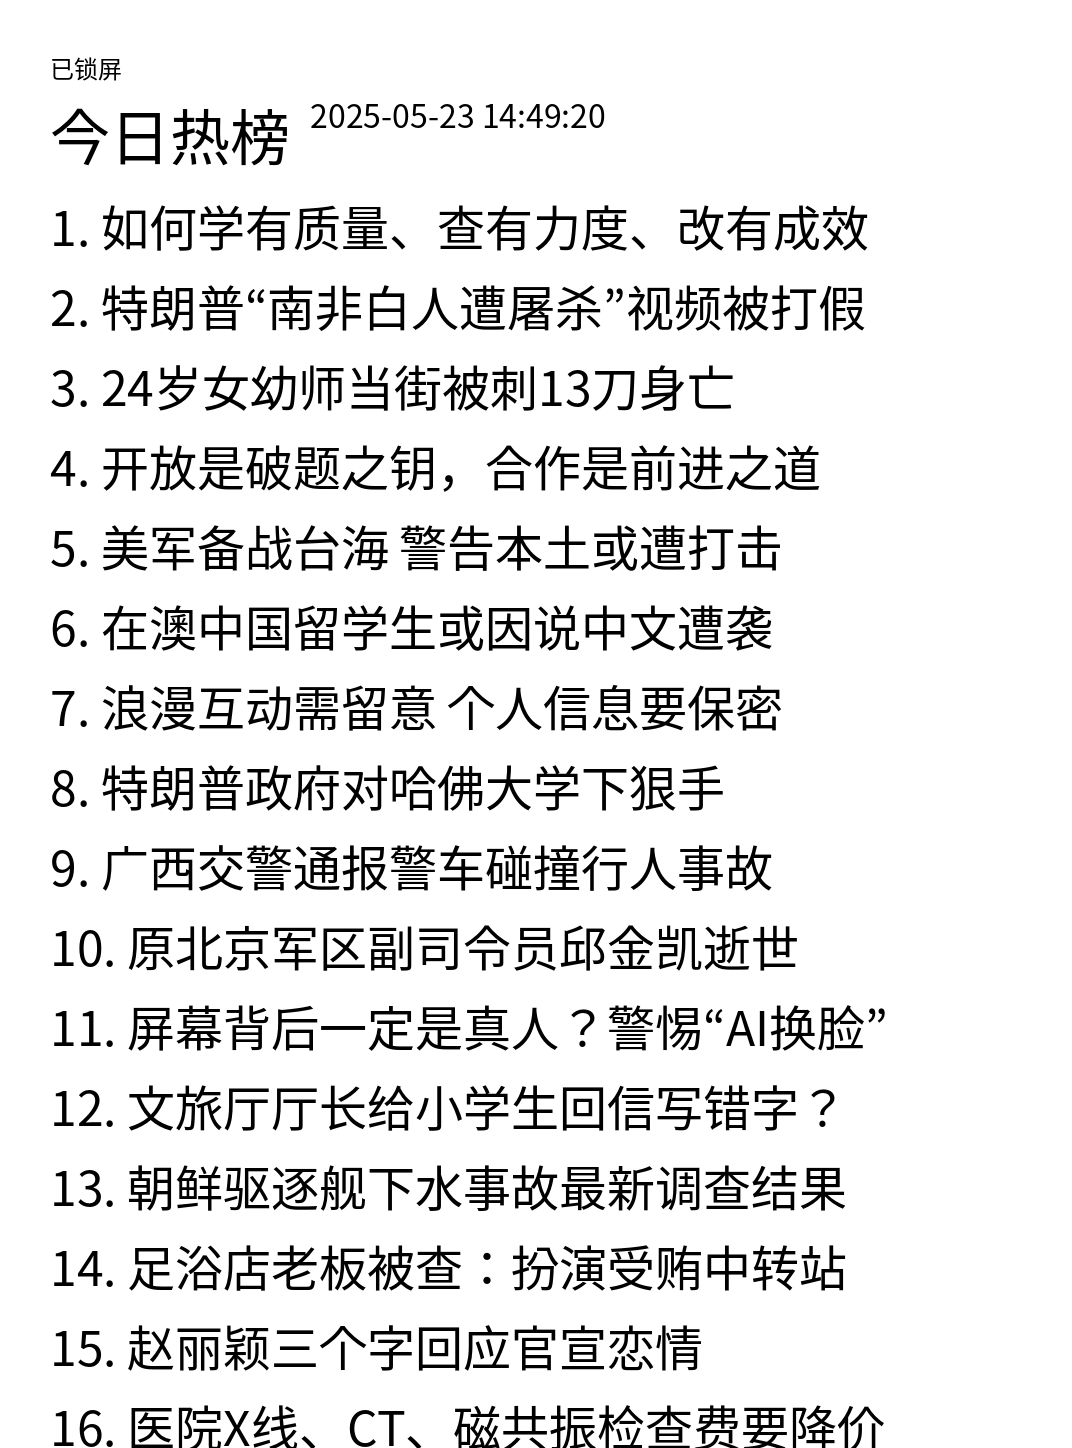 已锁屏
今日热榜 2025-05-23 14:49:20
1. 如何学有质量、查有力度、改有成效
2. 特朗普“南非白人遭屠杀”视频被打假
3. 24岁女幼师当街被刺13刀身亡
4. 开放是破题之钥，合作是前进之道
5. 美军备战台海 警告本土或遭打击
6. 在澳中国留学生或因说中文遭袭
7. 浪漫互动需留意 个人信息要保密
8. 特朗普政府对哈佛大学下狠手
9. 广西交警通报警车碰撞行人事故
10. 原北京军区副司令员邱金凯逝世
11. 屏幕背后一定是真人？警惕“AI换脸”
12. 文旅厅厅长给小学生回信写错字？
13. 朝鲜驱逐舰下水事故最新调查结果
14. 足浴店老板被查：扮演受贿中转站
15. 赵丽颖三个字回应官宣恋情
16. 医院X线、CT、磁共振检查费要降价